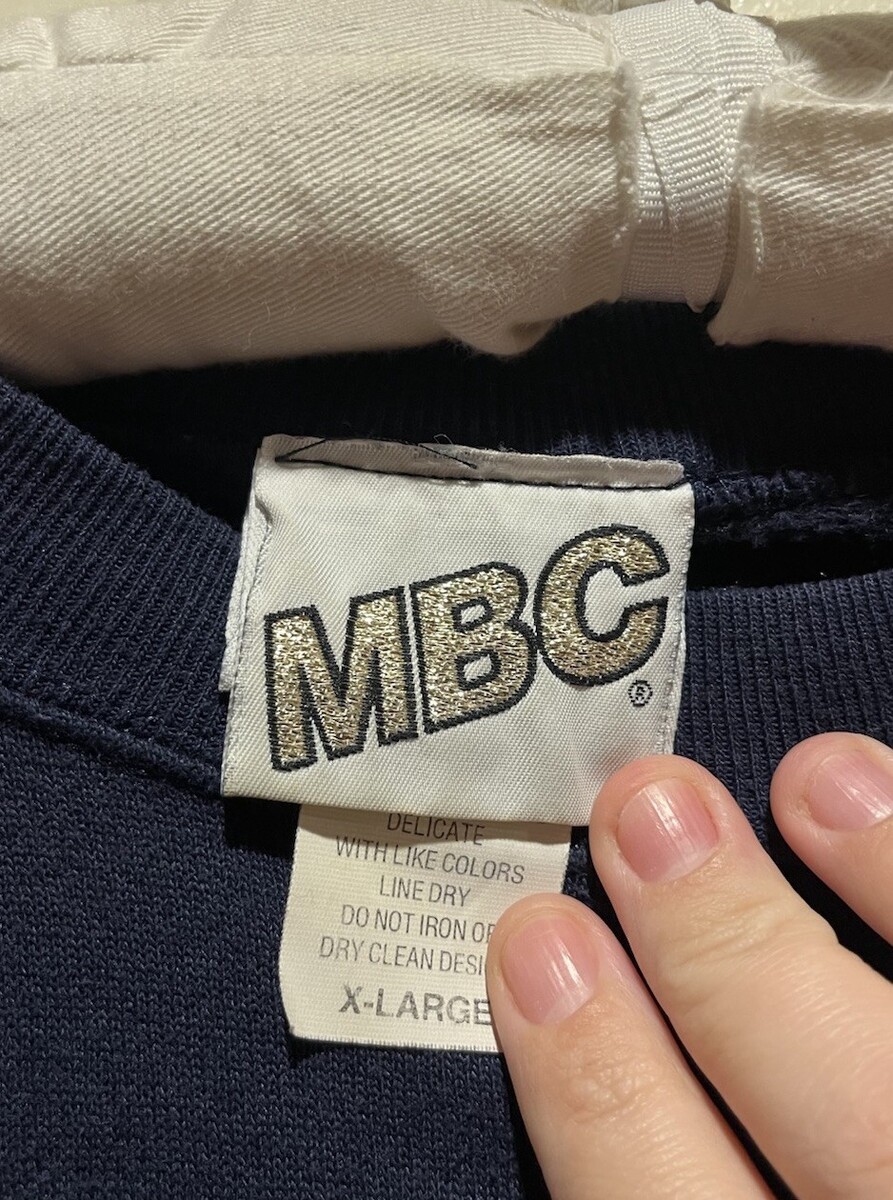 MBC
®
DELICATE
WITH LIKE COLORS
LINE DRY
DO NOT IRON
DRY CLEAN
X-LARGE